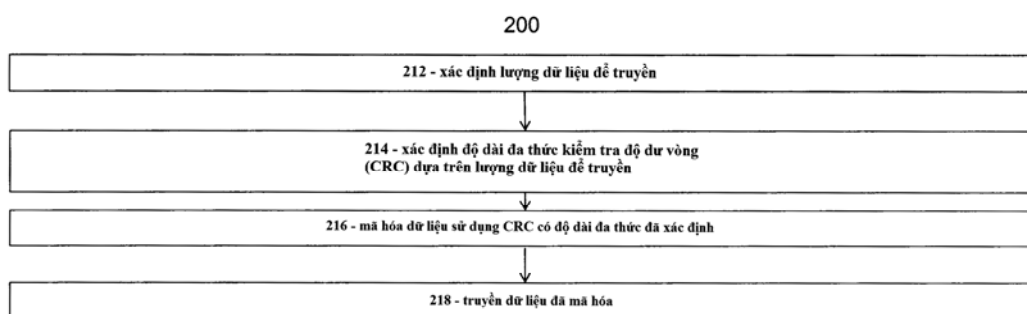 200
212 - xác định lượng dữ liệu để truyền
214 - xác định độ dài đa thức kiểm tra độ dư vòng
(CRC) dựa trên lượng dữ liệu để truyền
216 - mã hóa dữ liệu sử dụng CRC có độ dài đa thức đã xác định
218 - truyền dữ liệu đã mã hóa